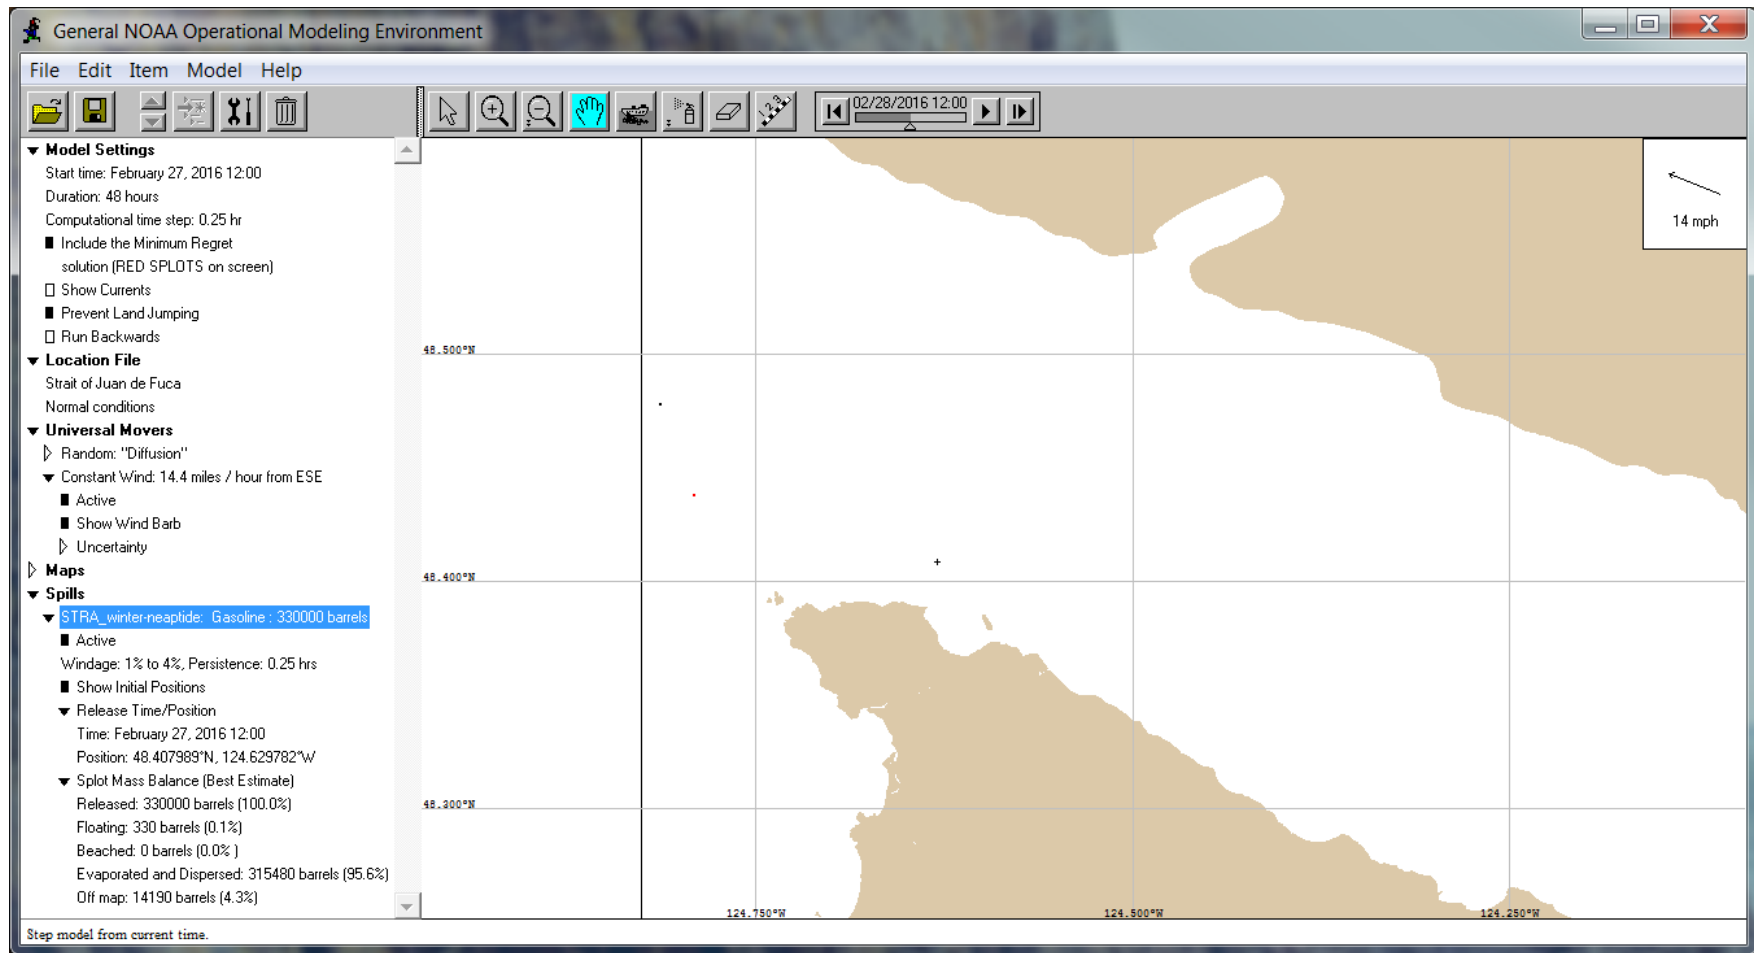 General NOAA Operational Modeling Environment
File Edit Item Model Help
02/28/2016 12:00
Model Settings
Start time: February 27, 2016 12:00
Duration: 48 hours
Computational time step: 0.25 hr
Include the Minimum Regret
solution (RED SPLOTS on screen)
Show Currents
Prevent Land Jumping
Run Backwards
Location File
Strait of Juan de Fuca
Normal conditions
Universal Movers
Random: "Diffusion"
Constant Wind: 14.4 miles / hour from ESE
Active
Show Wind Barb
Uncertainty
Maps
Spills
STRA_winter-neaptide: Gasoline : 330000 barrels
Active
Windage: 1% to 4%, Persistence: 0.25 hrs
Show Initial Positions
Release Time/Position
Time: February 27, 2016 12:00
Position: 48.407989°N, 124.629782°W
Splot Mass Balance (Best Estimate)
Released: 330000 barrels (100.0%)
Floating: 330 barrels (0.1%)
Beached: 0 barrels (0.0% )
Evaporated and Dispersed: 315480 barrels (95.6%)
Off map: 14190 barrels (4.3%)
14 mph
48.500°N
48.400°N
48.300°N
124.750°W 124.500°W 124.250°W
Step model from current time.